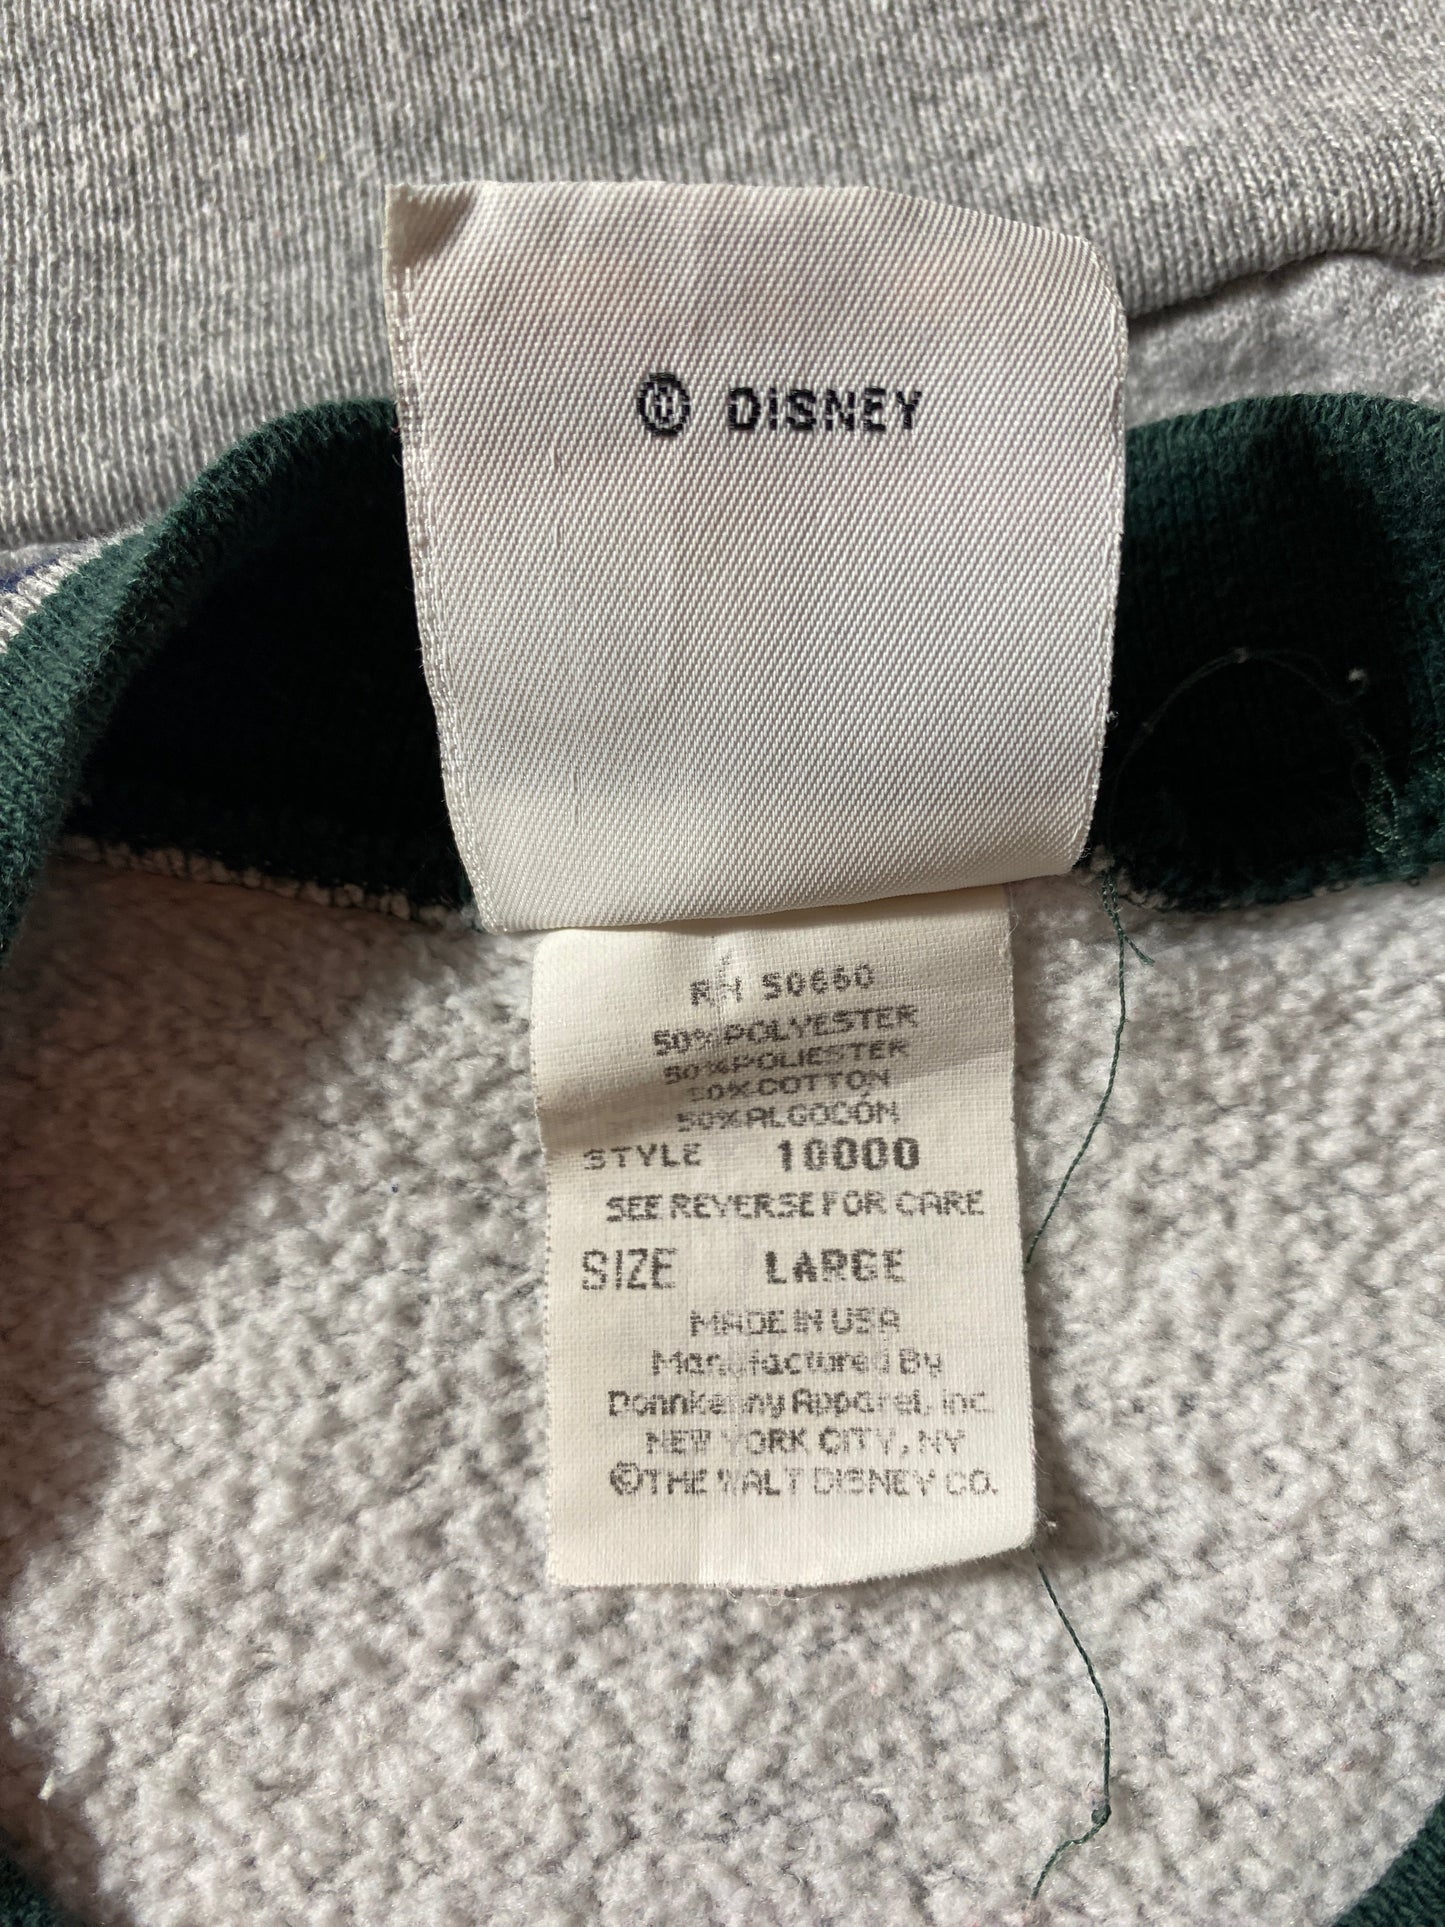 © DISNEY
RN 50660
50% POLYESTER
50% POLIESTER
50% COTTON
50% ALGOCÓN
STYLE 10000
SEE REVERSE FOR CARE
SIZE LARGE
MADE IN USA
Manufactured By
Donnkenny Apparel, Inc.
NEW YORK CITY, NY
©THE WALT DISNEY CO.